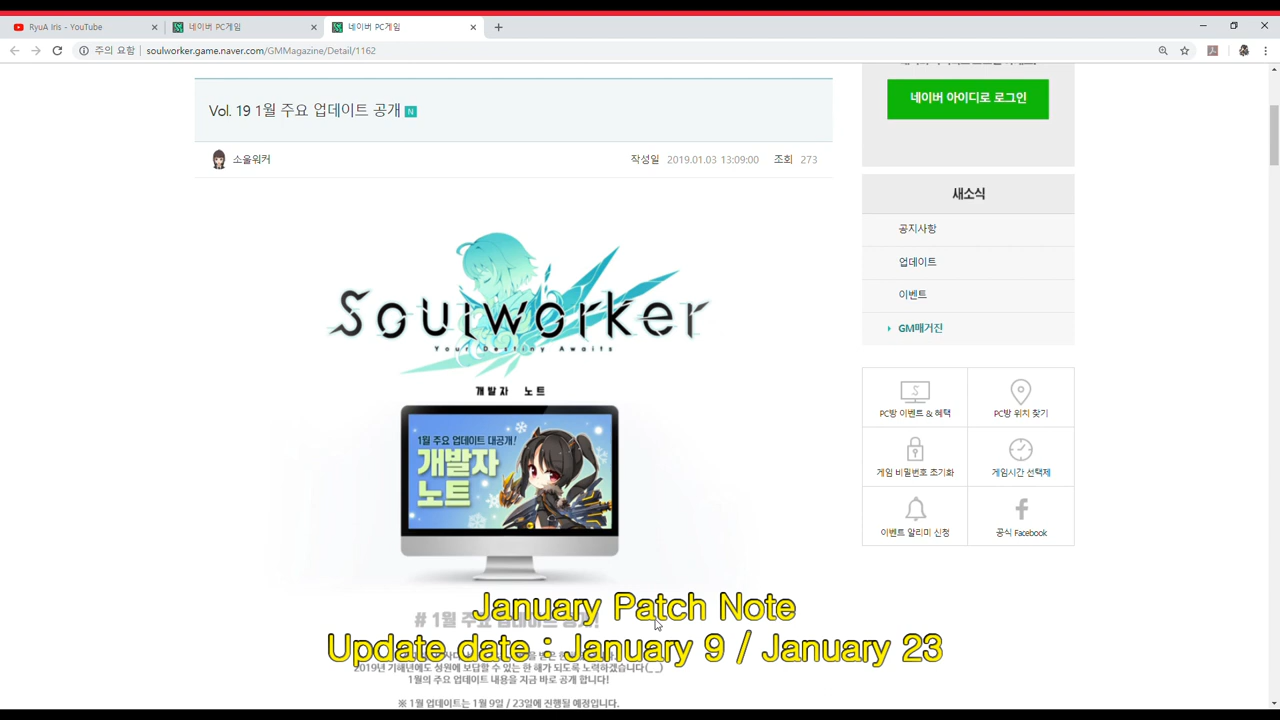 RyuA Iris - YouTube
네이버 PC게임
네이버 PC게임
주의 요함
soulworker.game.naver.com/GMMagazine/Detail/1162
네이버 아이디로 로그인
Vol. 19 1월 주요 업데이트 공개 N
소울워커
작성일 2019.01.03 13:09:00 조회 273
새소식
공지사항
업데이트
이벤트
GM매거진
Soulworker
Your Destiny Awaits
개발자 노트
1월 주요 업데이트 대공개!
개발자
노트
PC방 이벤트 & 혜택
PC방 위치 찾기
게임 비밀번호 초기화
게임시간 선택제
이벤트 알리미 신청
공식 Facebook
January Patch Note
# 1월 주요
Update date : January 9 / January 23
2019년 기해년에도 성원에 보답할 수 있는 한 해가 되도록 노력하겠습니다(_ _)
1월의 주요 업데이트 내용을 지금 바로 공개 합니다!
※ 1월 업데이트는 1월 9일 / 23일에 진행될 예정입니다.